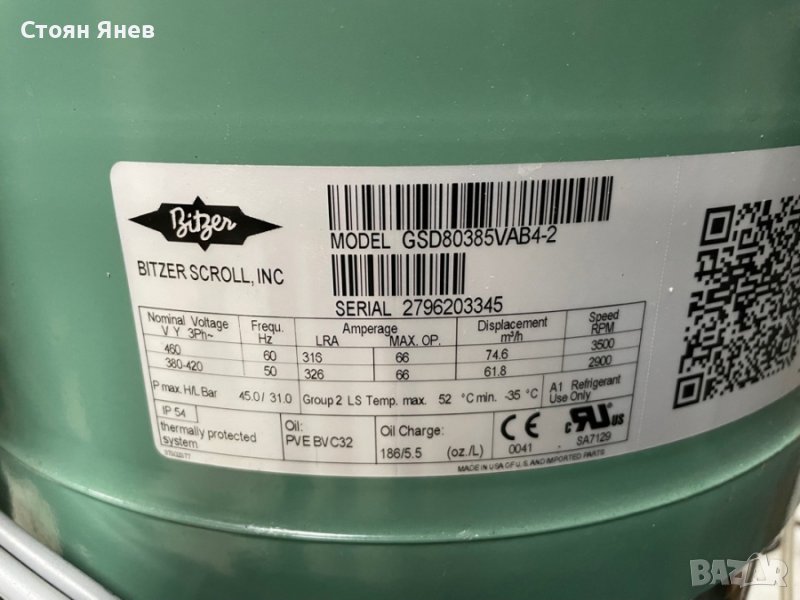 Стоян Янев
Bitzer
BITZER SCROLL, INC
MODEL GSD80385VAB4-2
SERIAL 2796203345
Nominal Voltage V Y 3Ph~ Frequ. Hz Amperage LRA MAX. OP. Displacement m³/h Speed RPM
460 60 316 66 74.6 3500
380-420 50 326 66 61.8 2900
P max. H/L Bar 45.0 / 31.0 Group 2 LS Temp. max. 52 °C min. -35 °C A1 Refrigerant Use Only
IP 54
thermally protected system
Oil:
PVE BVC32
Oil Charge:
186/5.5 (oz./L)
CE
0041
c RU us
SA7129
MADE IN USA OF U.S. AND IMPORTED PARTS
BAZAR